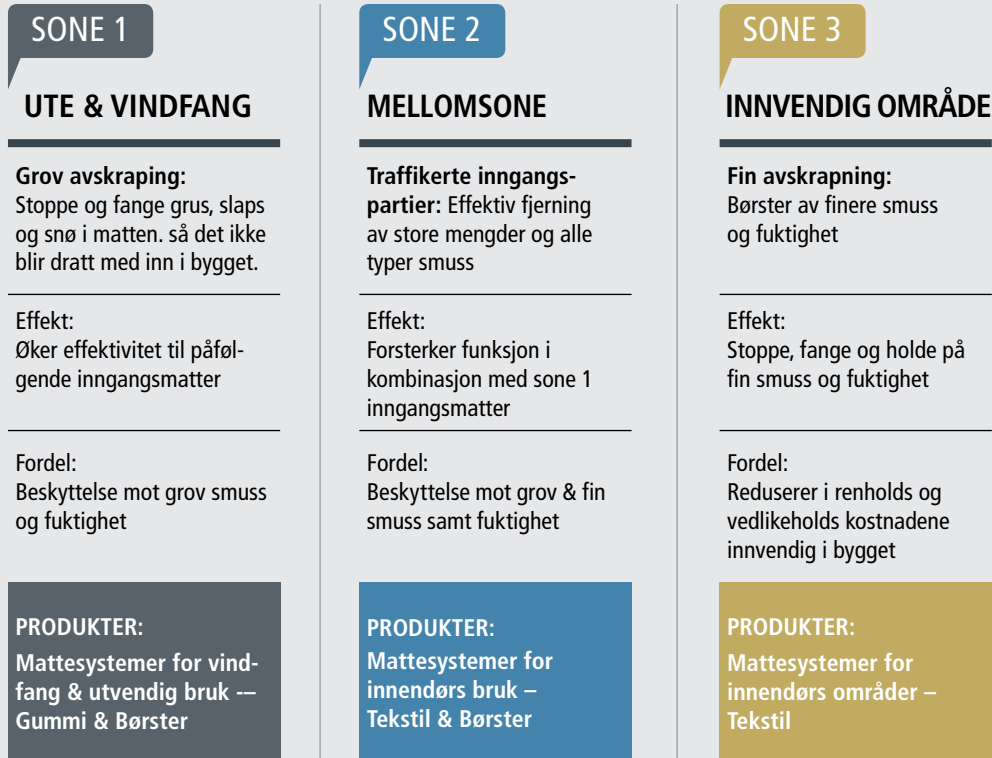 SONE 1
UTE & VINDFANG
Grov avskraping:
Stoppe og fange grus, slaps
og snø i matten. så det ikke
blir dratt med inn i bygget.
Effekt:
Øker effektivitet til påføl-
gende inngangsmatter
Fordel:
Beskyttelse mot grov smuss
og fuktighet
PRODUKTER:
Mattesystemer for vind-
fang & utvendig bruk -–
Gummi & Børster
SONE 2
MELLOMSONE
Traffikerte inngangs-
partier: Effektiv fjerning
av store mengder og alle
typer smuss
Effekt:
Forsterker funksjon i
kombinasjon med sone 1
inngangsmatter
Fordel:
Beskyttelse mot grov & fin
smuss samt fuktighet
PRODUKTER:
Mattesystemer for
innendørs bruk –
Tekstil & Børster
SONE 3
INNVENDIG OMRÅDE
Fin avskrapning:
Børster av finere smuss
og fuktighet
Effekt:
Stoppe, fange og holde på
fin smuss og fuktighet
Fordel:
Reduserer i renholds og
vedlikeholds kostnadene
innvendig i bygget
PRODUKTER:
Mattesystemer for
innendørs områder –
Tekstil